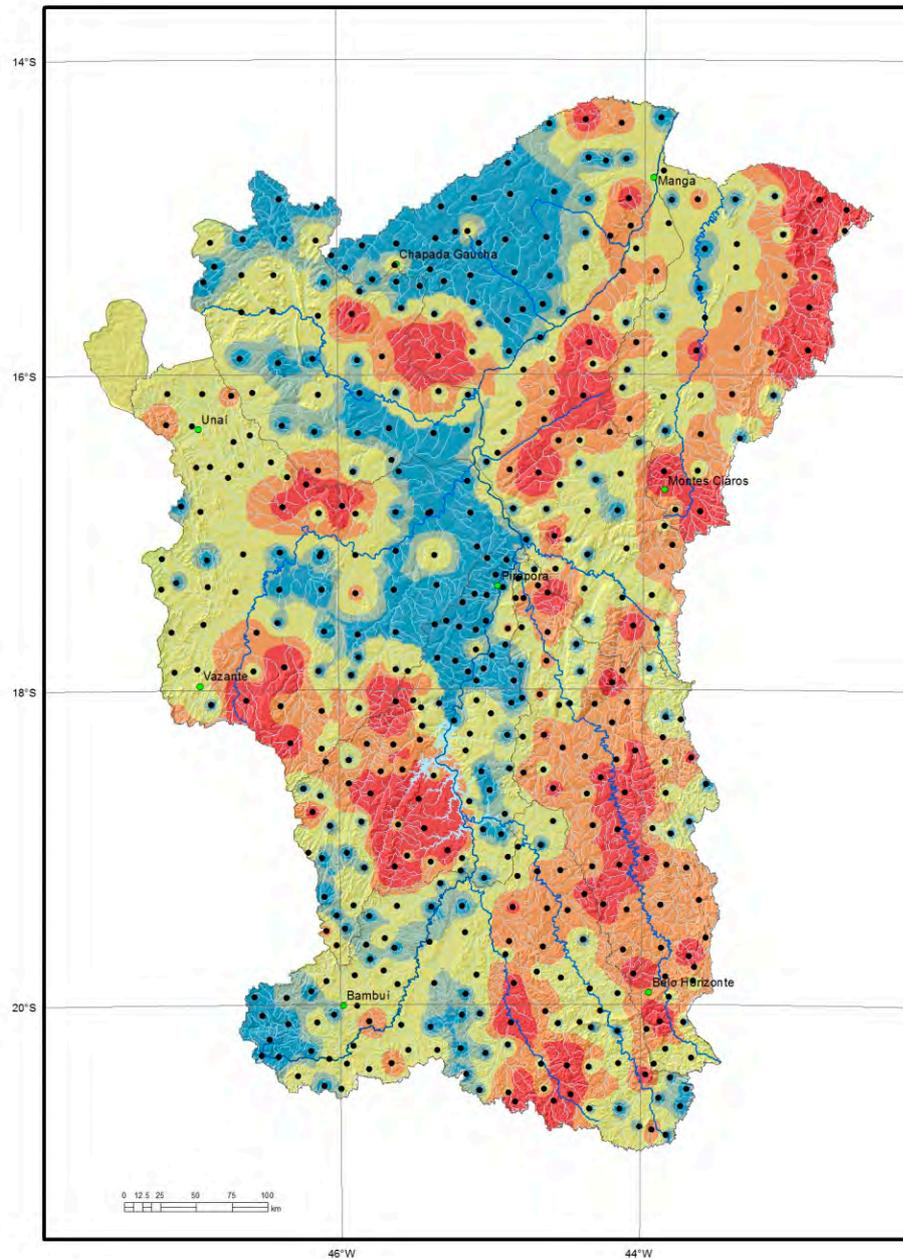 14°S
Manga
Chapada Gaúcha
16°S
Unaí
Montes Claros
Pirapora
18°S
Vazante
Belo Horizonte
20°S
Bambuí
0 12.5 25 50 75 100
km
46°W 44°W